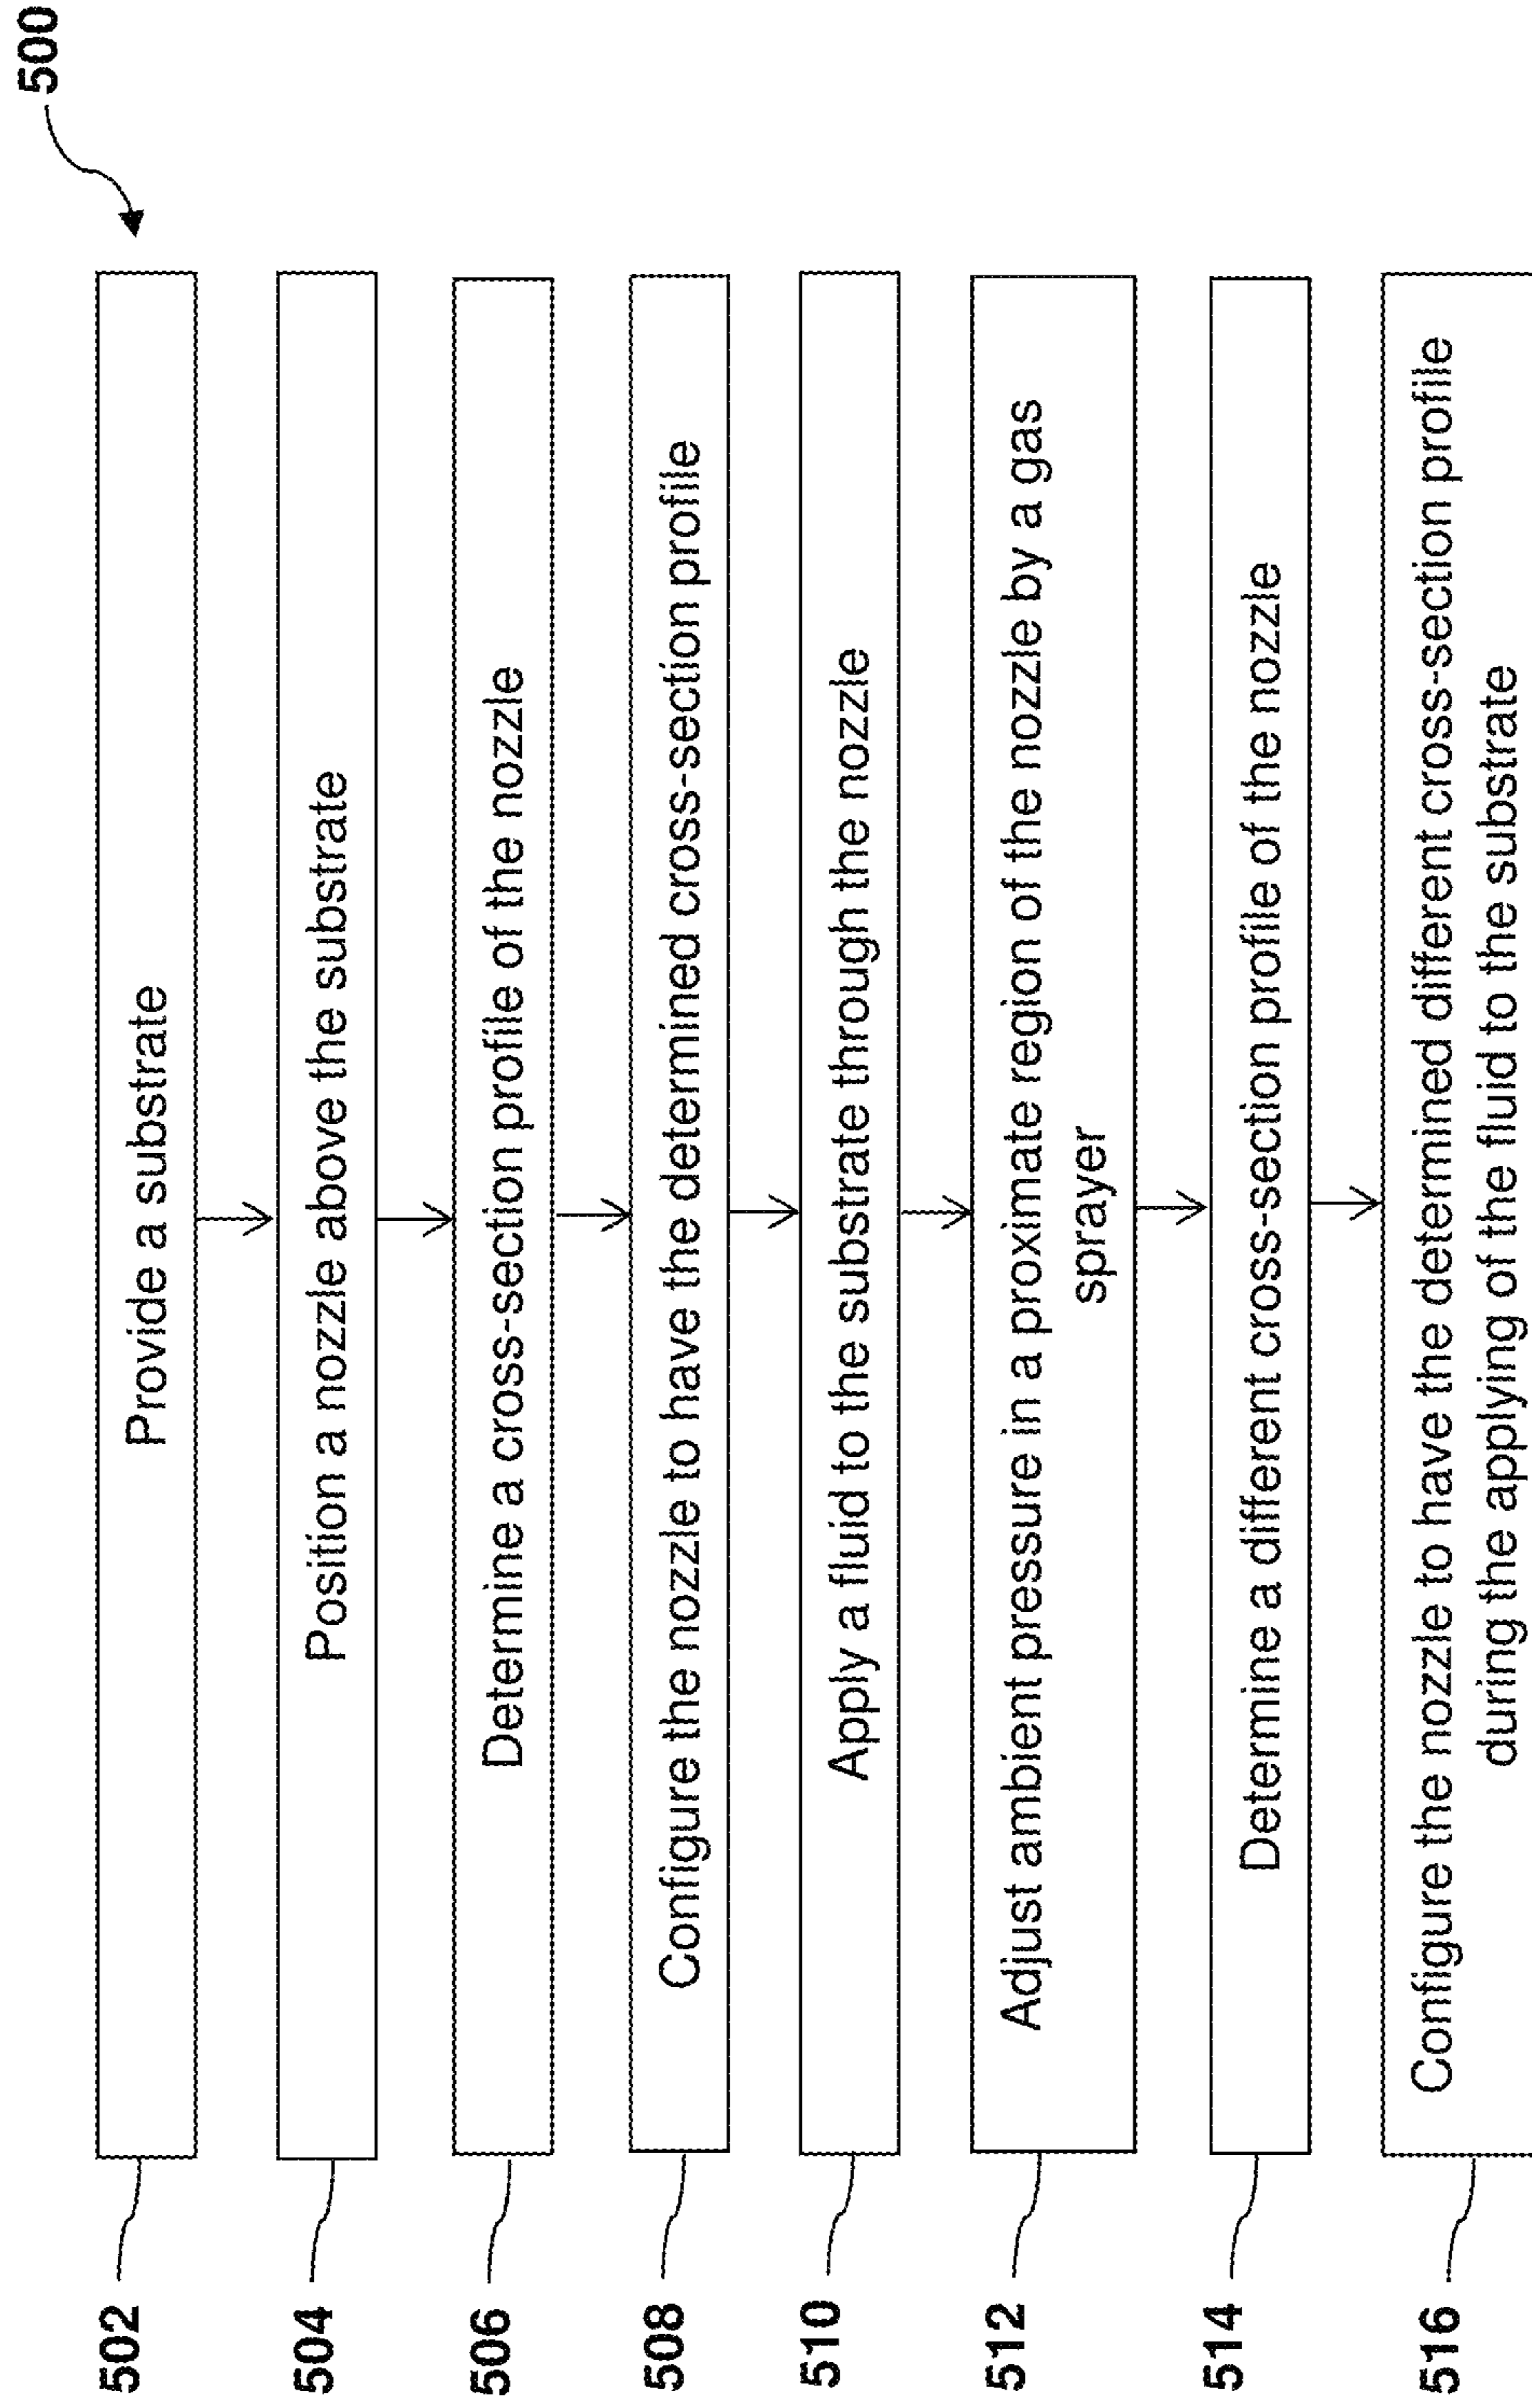 500
502
Provide a substrate
504
Position a nozzle above the substrate
506
Determine a cross-section profile of the nozzle
508
Configure the nozzle to have the determined cross-section profile
510
Apply a fluid to the substrate through the nozzle
512
Adjust ambient pressure in a proximate region of the nozzle by a gas
sprayer
514
Determine a different cross-section profile of the nozzle
516
Configure the nozzle to have the determined different cross-section profile
during the applying of the fluid to the substrate